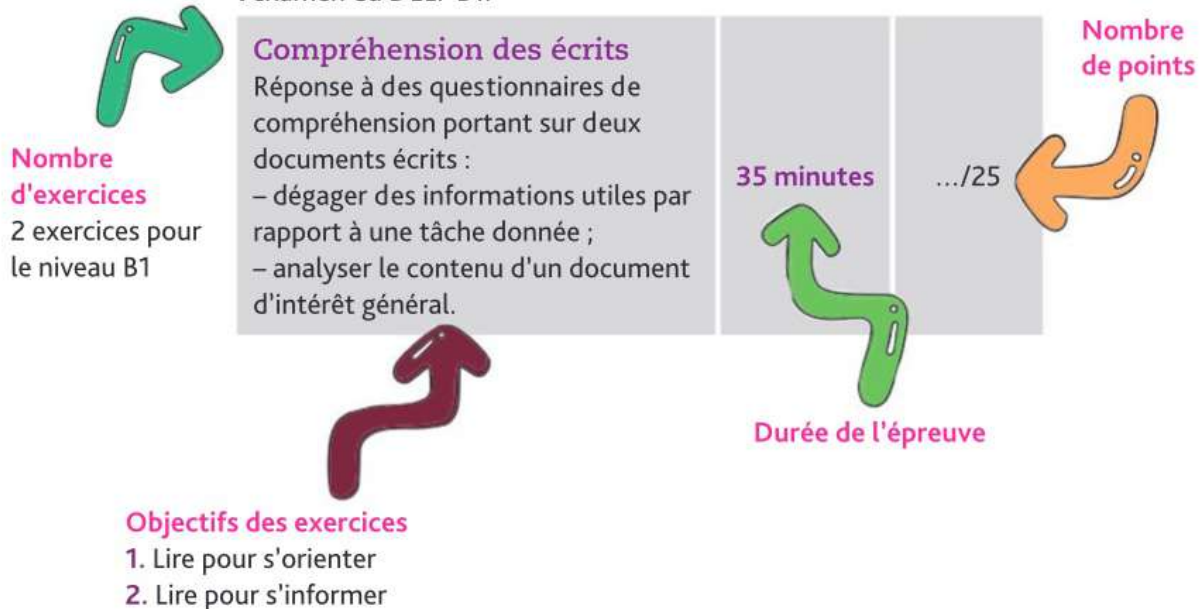 Compréhension des écrits
Réponse à des questionnaires de
compréhension portant sur deux
documents écrits :
– dégager des informations utiles par
rapport à une tâche donnée ;
– analyser le contenu d'un document
d'intérêt général.
35 minutes
.../25
Nombre
de points
Nombre
d'exercices
2 exercices pour
le niveau B1
Durée de l'épreuve
Objectifs des exercices
1. Lire pour s'orienter
2. Lire pour s'informer